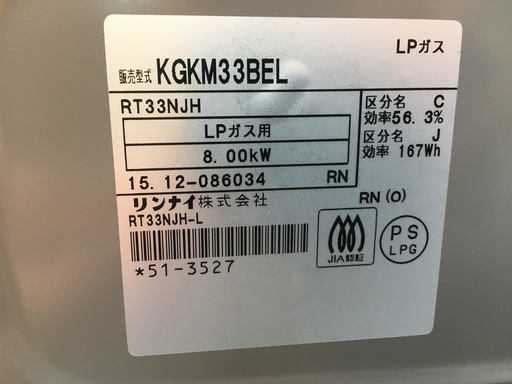 LPガス
販売型式 KGKM33BEL
RT33NJH
LPガス用
8.00kW
区分名 C
効率56.3%
区分名 J
効率 167Wh
15.12-086034 RN
リンナイ株式会社
RN(0)
RT33NJH-L
*51-3527
JIA認証
PS
LPG